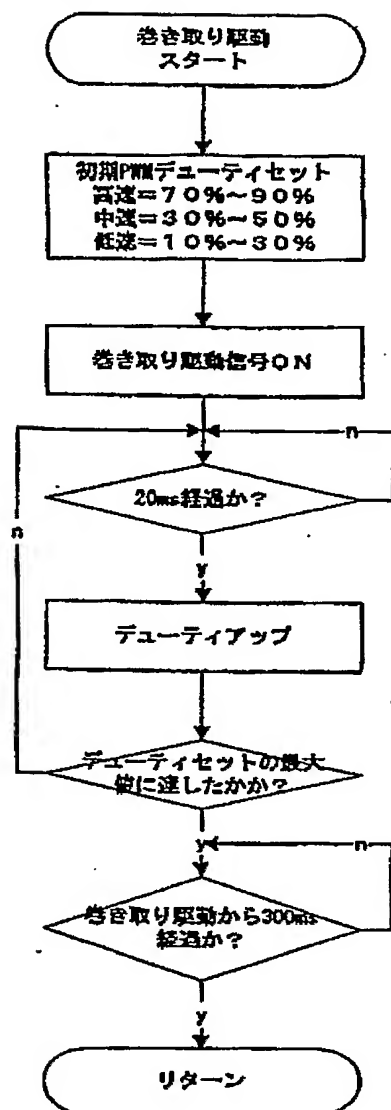 巻き取り駆動
スタート
初期PWMデューティセット
高速=70%~90%
中速=30%~50%
低速=10%~30%
巻き取り駆動信号ON
n
20ms経過か?
n
y
デューティアップ
デューティセットの最大
値に達したかか?
y
n
巻き取り駆動から300ms
経過か?
y
リターン